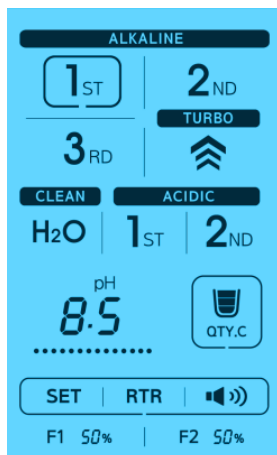 ALKALINE
1ST 2ND
TURBO
3RD
CLEAN ACIDIC
H2O 1ST 2ND
pH
8.5
QTY.C
SET RTR
F1 50% F2 50%